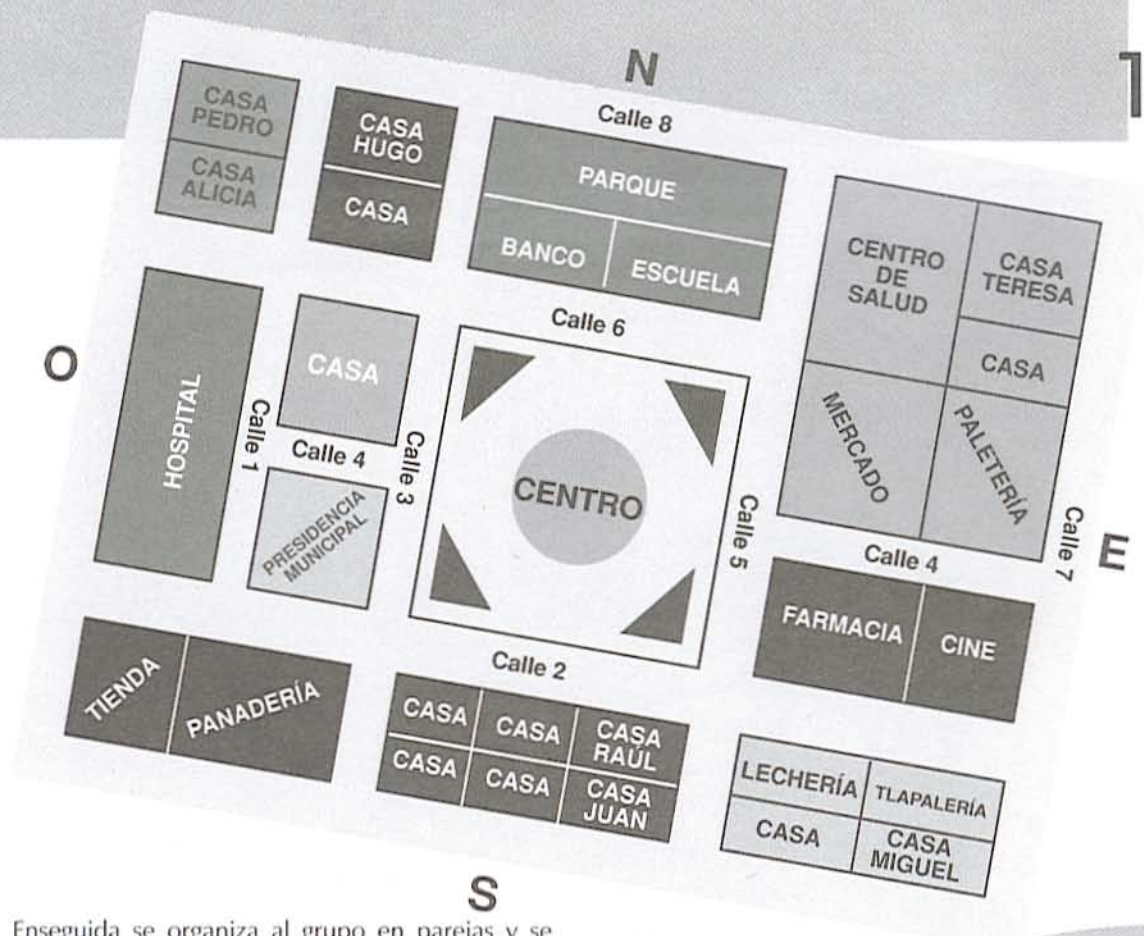 N
Calle 8
CASA
PEDRO
CASA
ALICIA
CASA
HUGO
CASA
PARQUE
BANCO
ESCUELA
CENTRO
DE
SALUD
CASA
TERESA
CASA
MERCADO
PALETERÍA
O
HOSPITAL
Calle 1
CASA
Calle 4
PRESIDENCIA
MUNICIPAL
Calle 3
Calle 6
CENTRO
Calle 5
Calle 7
E
Calle 4
FARMACIA
CINE
Calle 2
TIENDA
PANADERÍA
CASA
CASA
CASA
RAÚL
CASA
CASA
CASA
JUAN
LECHERÍA
TLAPALERÍA
CASA
CASA
MIGUEL
S
Enseguida se organiza al grupo en parejas y se